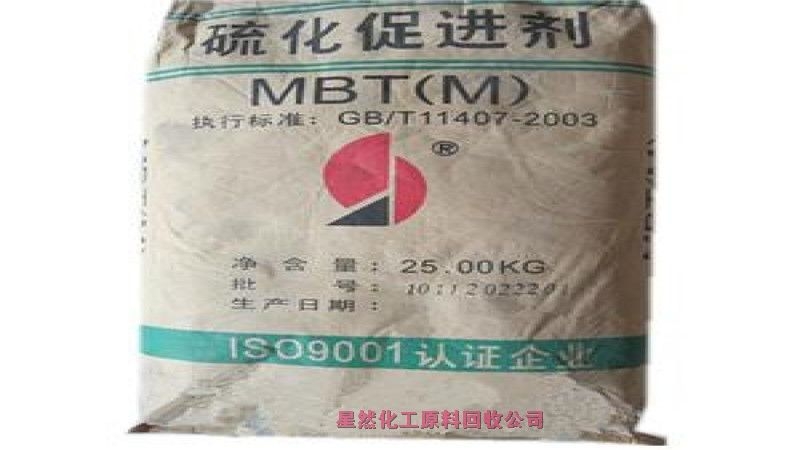 硫化促进剂
MBT(M)
执行标准：GB/T11407-2003
®
净含量：25.00KG
批号：10112022201
生产日期：
ISO9001认证企业
星然化工原料回收公司